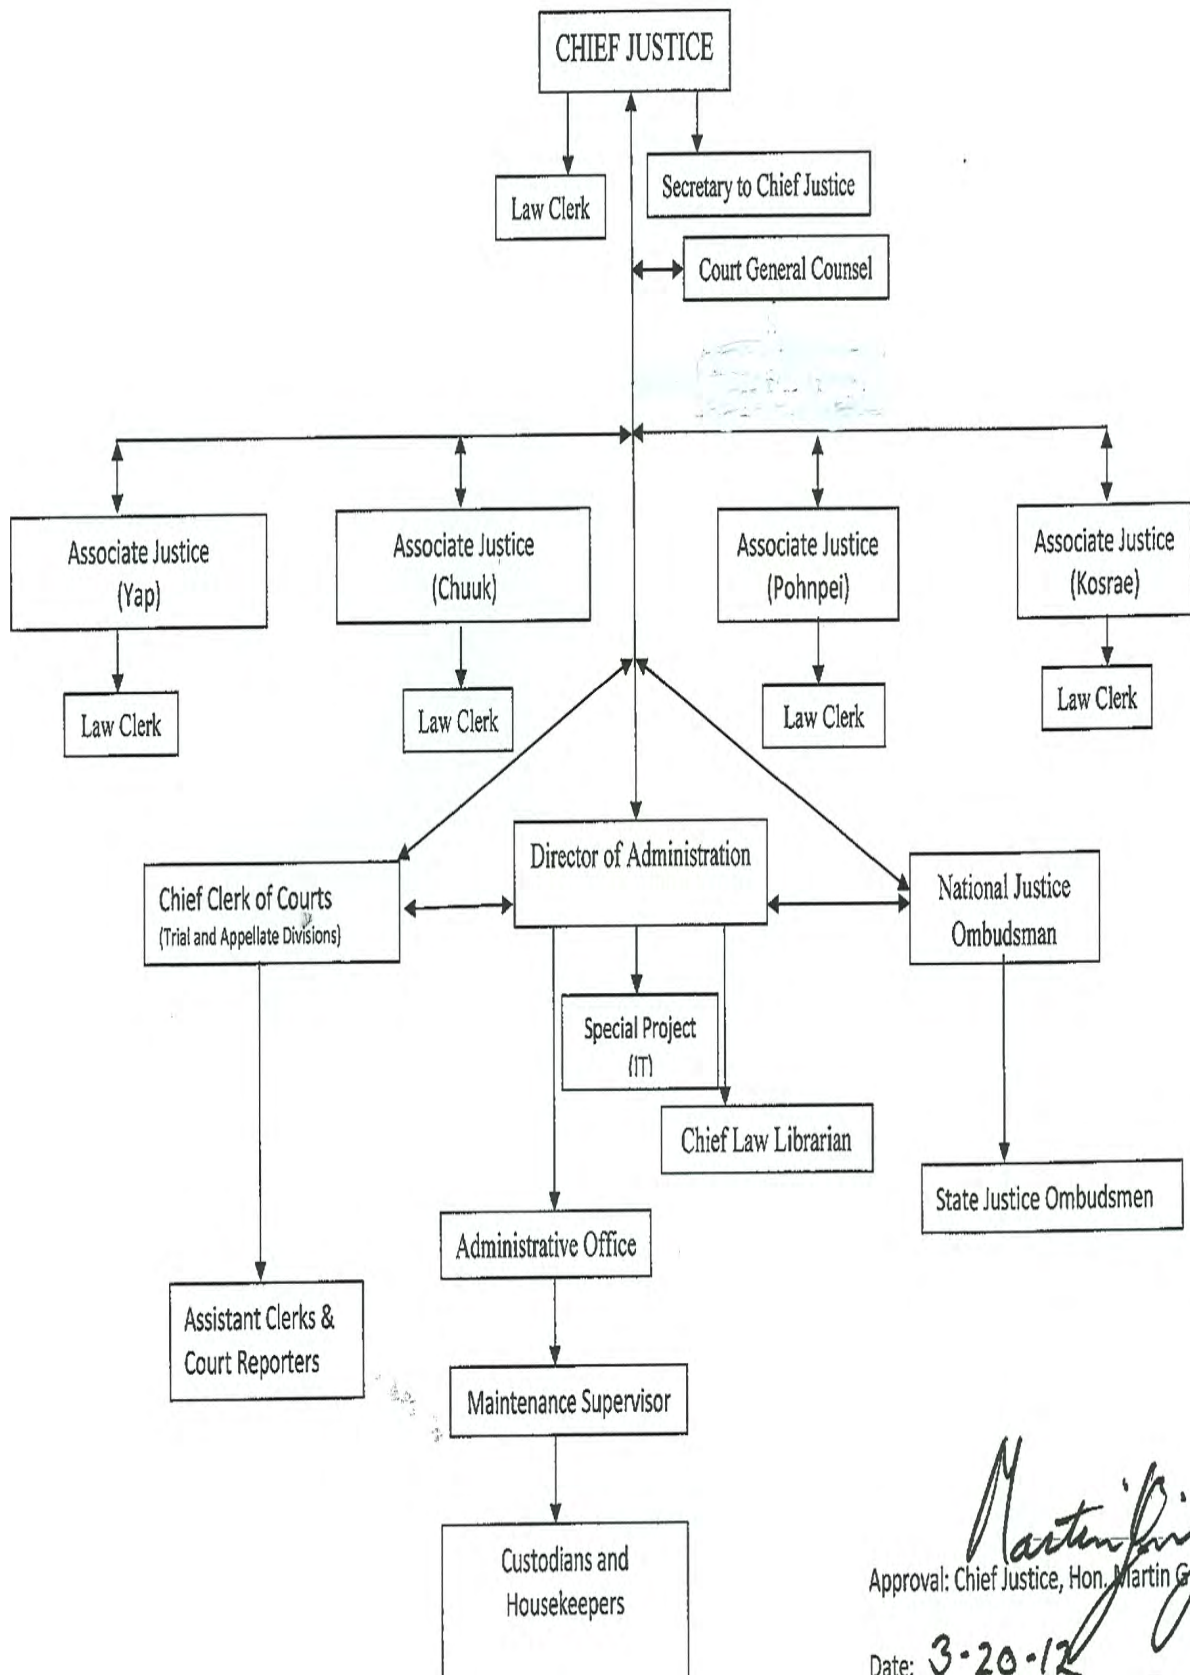 CHIEF JUSTICE
Law Clerk
Secretary to Chief Justice
Court General Counsel
Associate Justice
(Yap)
Associate Justice
(Chuuk)
Associate Justice
(Pohnpei)
Associate Justice
(Kosrae)
Law Clerk
Law Clerk
Law Clerk
Law Clerk
Chief Clerk of Courts
(Trial and Appellate Divisions)
Director of Administration
National Justice
Ombudsman
Special Project
(IT)
Chief Law Librarian
State Justice Ombudsmen
Administrative Office
Assistant Clerks &
Court Reporters
Maintenance Supervisor
Custodians and
Housekeepers
Martin
Approval: Chief Justice, Hon. Martin G
Date: 3-20-12